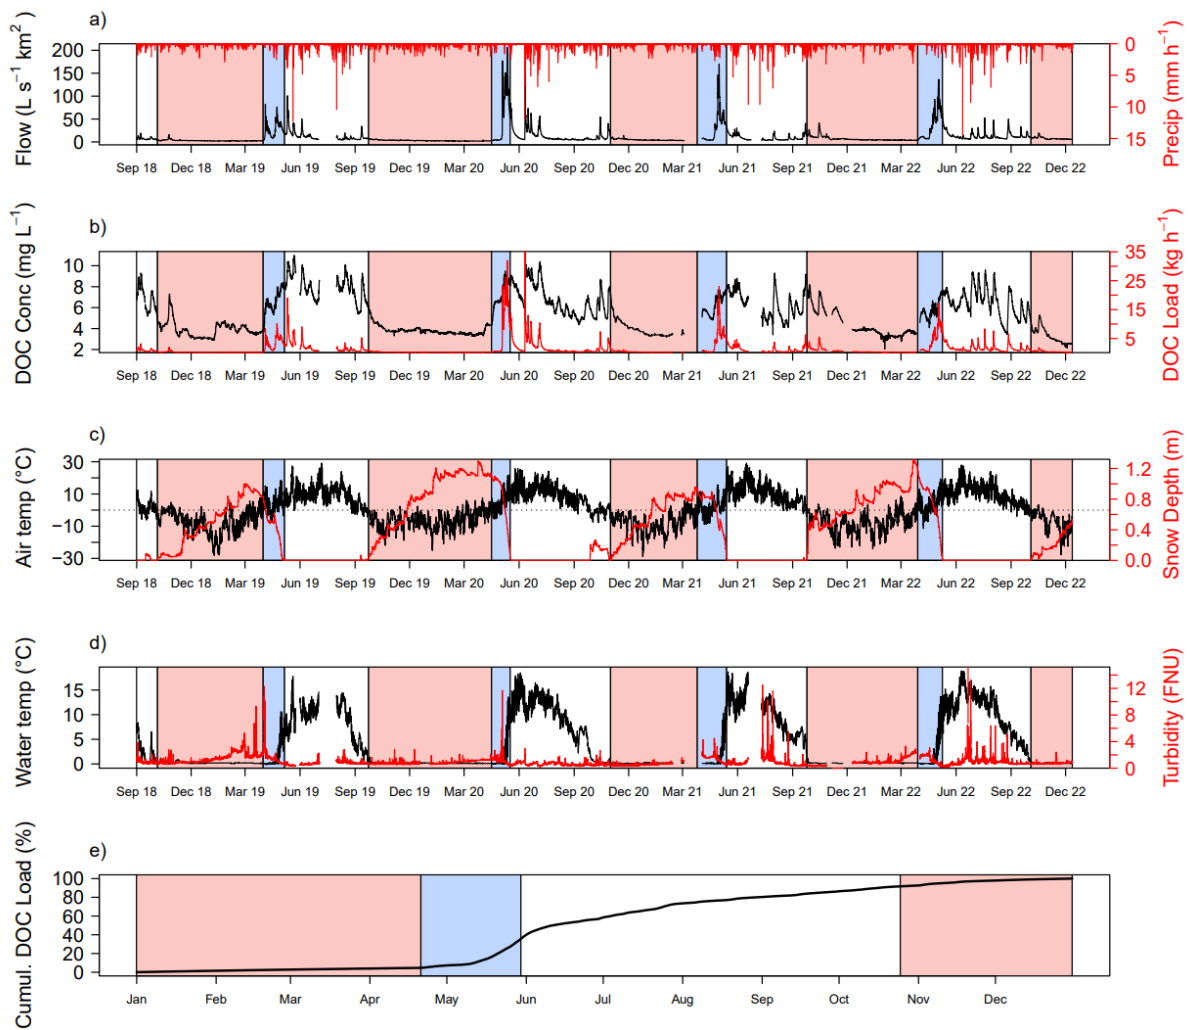 a)
Flow (L s⁻¹ km²)
200
150
100
50
0
0
5
10
15
Precip (mm h⁻¹)
Sep 18 Dec 18 Mar 19 Jun 19 Sep 19 Dec 19 Mar 20 Jun 20 Sep 20 Dec 20 Mar 21 Jun 21 Sep 21 Dec 21 Mar 22 Jun 22 Sep 22 Dec 22
b)
DOC Conc (mg L⁻¹)
10
8
6
4
2
35
25
15
5
DOC Load (kg h⁻¹)
Sep 18 Dec 18 Mar 19 Jun 19 Sep 19 Dec 19 Mar 20 Jun 20 Sep 20 Dec 20 Mar 21 Jun 21 Sep 21 Dec 21 Mar 22 Jun 22 Sep 22 Dec 22
c)
Air temp (°C)
30
10
−10
−30
1.2
0.8
0.4
0.0
Snow Depth (m)
Sep 18 Dec 18 Mar 19 Jun 19 Sep 19 Dec 19 Mar 20 Jun 20 Sep 20 Dec 20 Mar 21 Jun 21 Sep 21 Dec 21 Mar 22 Jun 22 Sep 22 Dec 22
d)
Water temp (°C)
15
10
5
0
12
8
4
0
Turbidity (FNU)
Sep 18 Dec 18 Mar 19 Jun 19 Sep 19 Dec 19 Mar 20 Jun 20 Sep 20 Dec 20 Mar 21 Jun 21 Sep 21 Dec 21 Mar 22 Jun 22 Sep 22 Dec 22
e)
Cumul. DOC Load (%)
100
80
60
40
20
0
Jan Feb Mar Apr May Jun Jul Aug Sep Oct Nov Dec